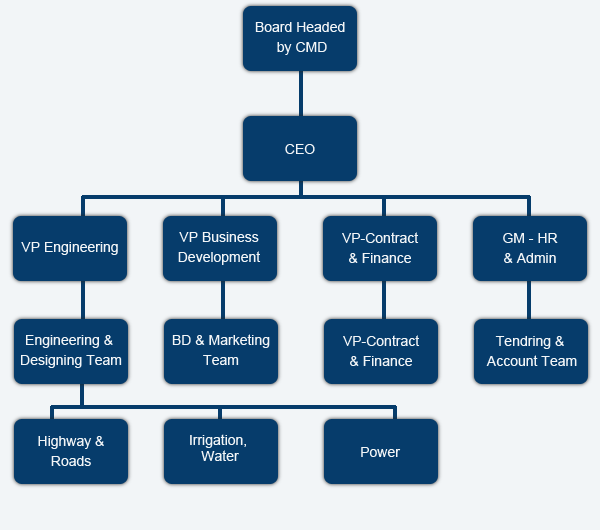 Board Headed
by CMD
CEO
VP Engineering
VP Business
Development
VP-Contract
& Finance
GM - HR
& Admin
Engineering &
Designing Team
BD & Marketing
Team
VP-Contract
& Finance
Tendring &
Account Team
Highway &
Roads
Irrigation,
Water
Power